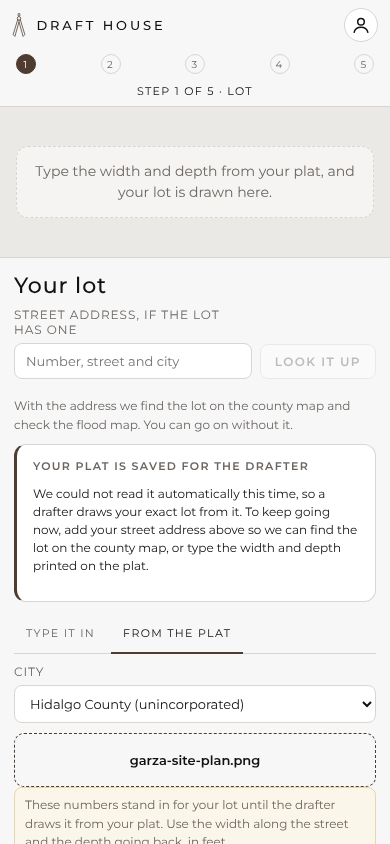 DRAFT HOUSE
1 2 3 4 5
STEP 1 OF 5 · LOT
Type the width and depth from your plat, and
your lot is drawn here.
Your lot
STREET ADDRESS, IF THE LOT
HAS ONE
Number, street and city
LOOK IT UP
With the address we find the lot on the county map and
check the flood map. You can go on without it.
YOUR PLAT IS SAVED FOR THE DRAFTER
We could not read it automatically this time, so a
drafter draws your exact lot from it. To keep going
now, add your street address above so we can find the
lot on the county map, or type the width and depth
printed on the plat.
TYPE IT IN FROM THE PLAT
CITY
Hidalgo County (unincorporated)
garza-site-plan.png
These numbers stand in for your lot until the drafter
draws it from your plat. Use the width along the street
and the depth going back, in feet.